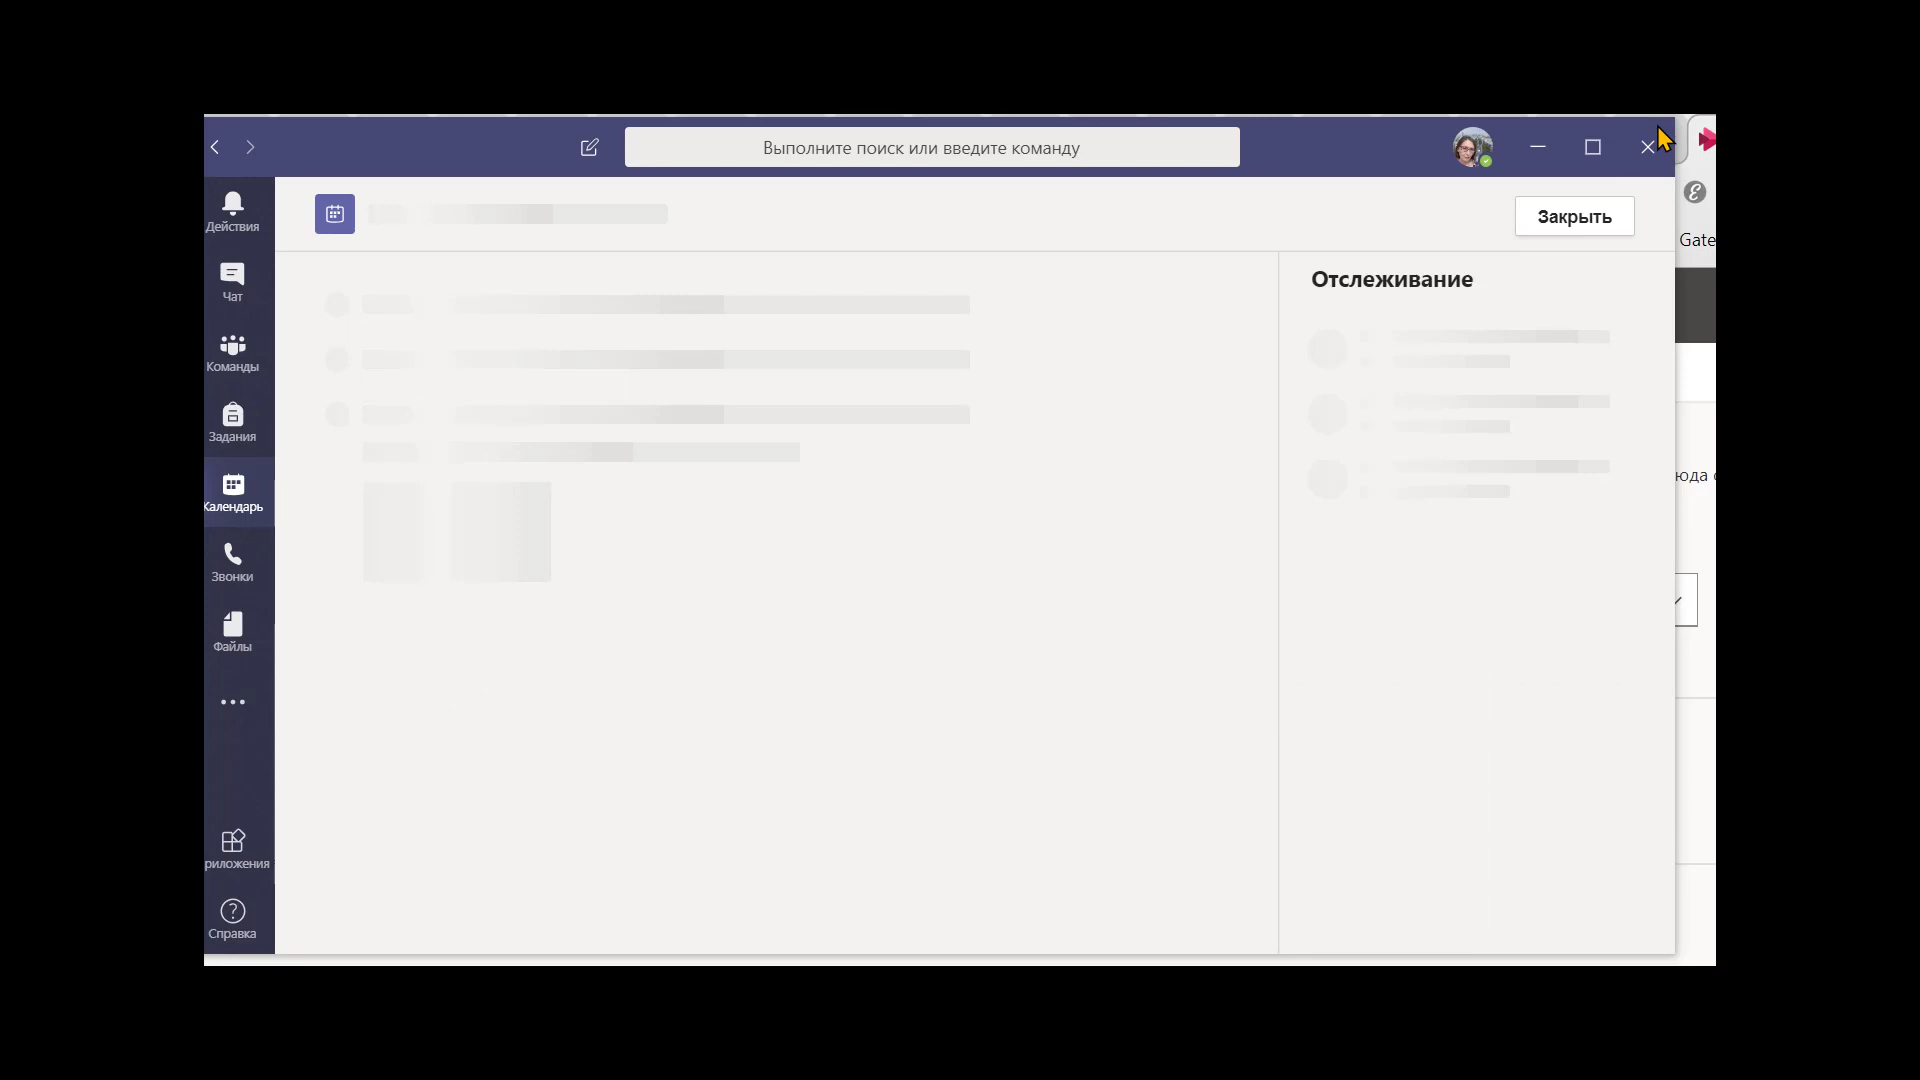 Выполните поиск или введите команду
Действия
Чат
Команды
Задания
Календарь
Звонки
Файлы
риложения
Справка
Закрыть
Отслеживание
Gate
юда